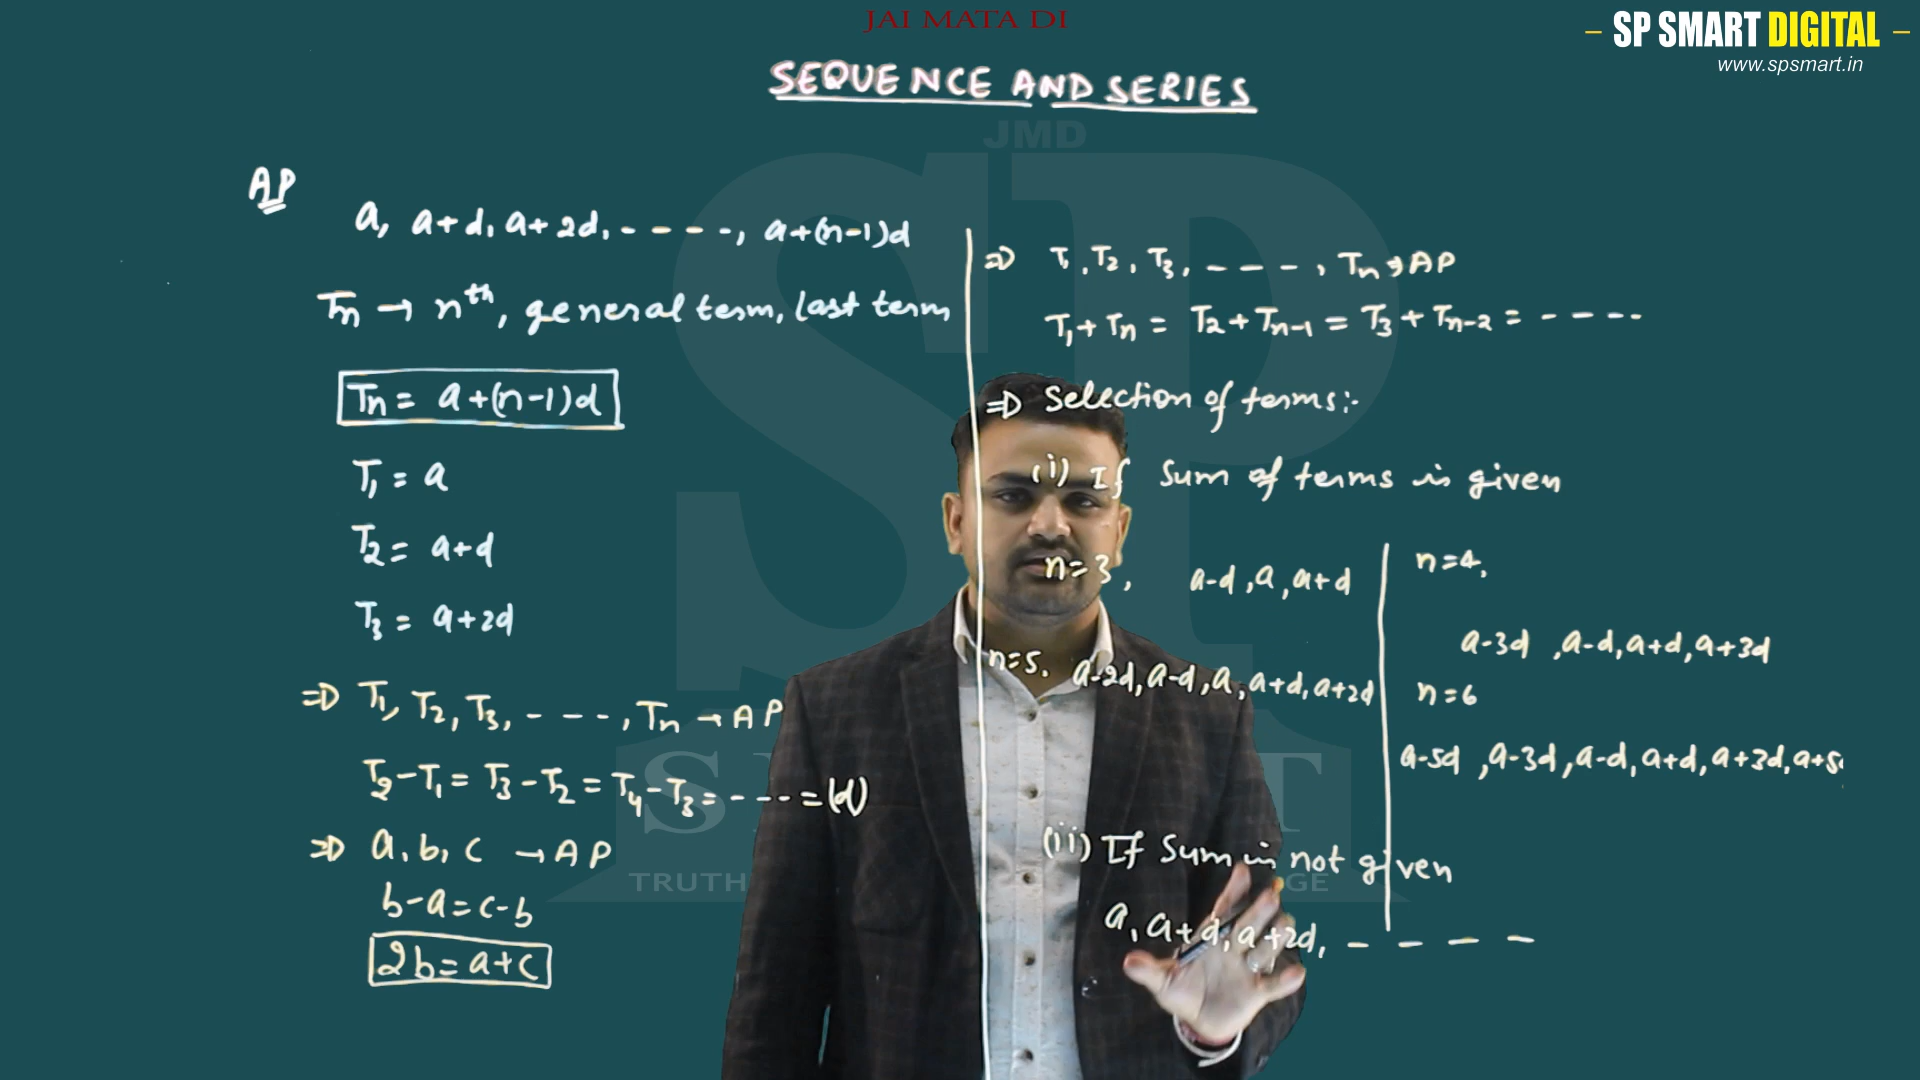 JAI MATA DI
SP SMART DIGITAL
www.spsmart.in
SEQUENCE AND SERIES
JMD
AP
a, a+d, a+2d, - - - -, a+(n-1)d
Tn → nth, general term, last term
Tn = a+(n-1)d
T1 = a
T2 = a+d
T3 = a+2d
⇒ T1, T2, T3, - - - -, Tn → AP
T2-T1 = T3-T2 = T4-T3 = - - - - = (d)
⇒ a, b, c → AP
b-a = c-b
2b = a+c
⇒ T1, T2, T3, - - - -, Tn → AP
T1+Tn = T2+Tn-1 = T3+Tn-2 = - - - -
⇒ Selection of terms:-
(i) If Sum of terms is given
n=3, a-d, a, a+d
n=5. a-2d, a-d, a, a+d, a+2d
n=4,
a-3d, a-d, a+d, a+3d
n=6
a-5d, a-3d, a-d, a+d, a+3d, a+5
(ii) If Sum is not given
a, a+d, a+2d, - - - -
TRUTH